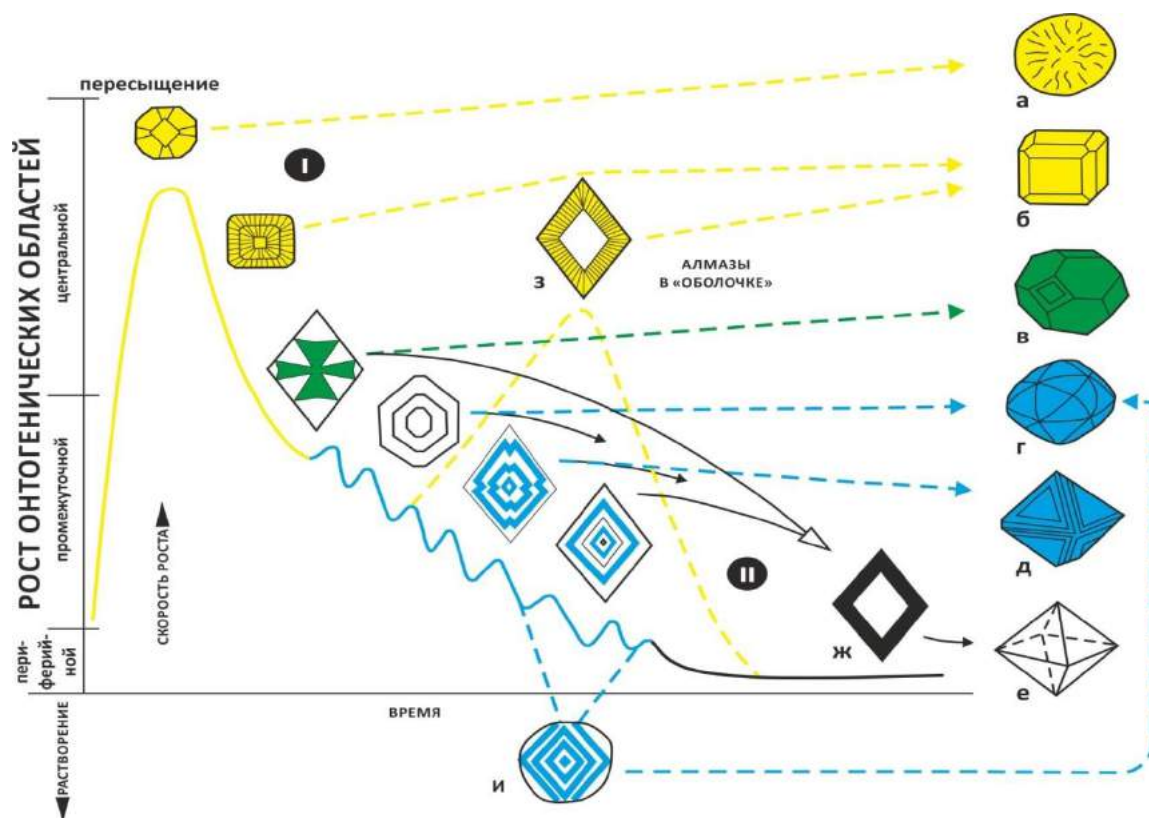 пересыщение
а
I
б
З
АЛМАЗЫ
В «ОБОЛОЧКЕ»
в
г
д
II
Ж
е
РОСТ ОНТОГЕНИЧЕСКИХ ОБЛАСТЕЙ
центральной
промежуточной
пери-
ферий-
ной
СКОРОСТЬ РОСТА
ВРЕМЯ
РАСТВОРЕНИЕ
И